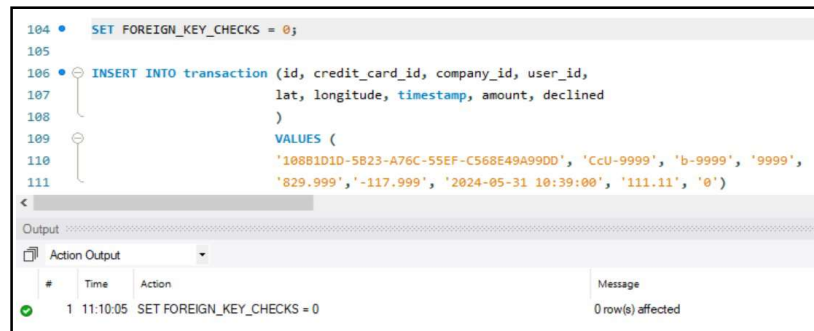 104 SET FOREIGN_KEY_CHECKS = 0;
105
106 INSERT INTO transaction (id, credit_card_id, company_id, user_id,
107 lat, longitude, timestamp, amount, declined
108 )
109 VALUES (
110 '108B1D1D-5B23-A76C-55EF-C568E49A99DD', 'CcU-9999', 'b-9999', '9999',
111 '829.999','-117.999', '2024-05-31 10:39:00', '111.11', '0')
Output
Action Output
# Time Action Message
1 11:10:05 SET FOREIGN_KEY_CHECKS = 0 0 row(s) affected